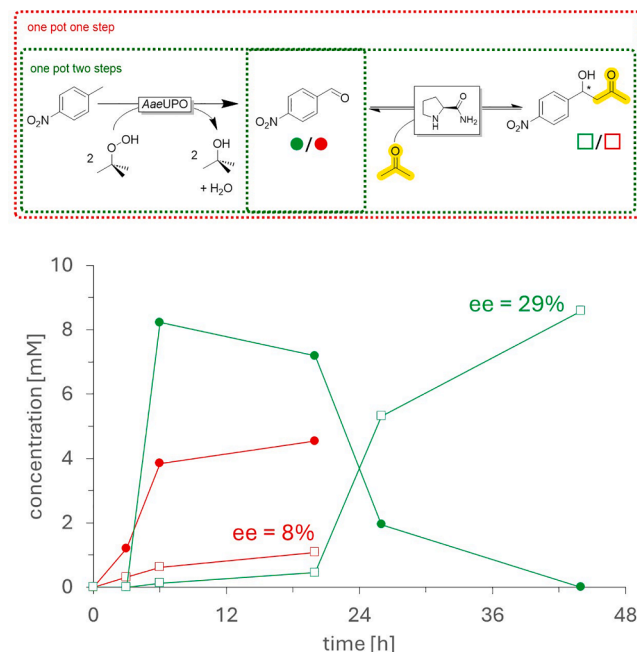 one pot one step
one pot two steps
AaeUPO
OH
O
O₂N
2
O
OH
2
OH
+ H₂O
O
O₂N
/
N
H
O
NH₂
O
OH
O
*
O₂N
/
10
8
6
4
2
0
concentration [mM]
ee = 29%
ee = 8%
0
12
24
36
48
time [h]